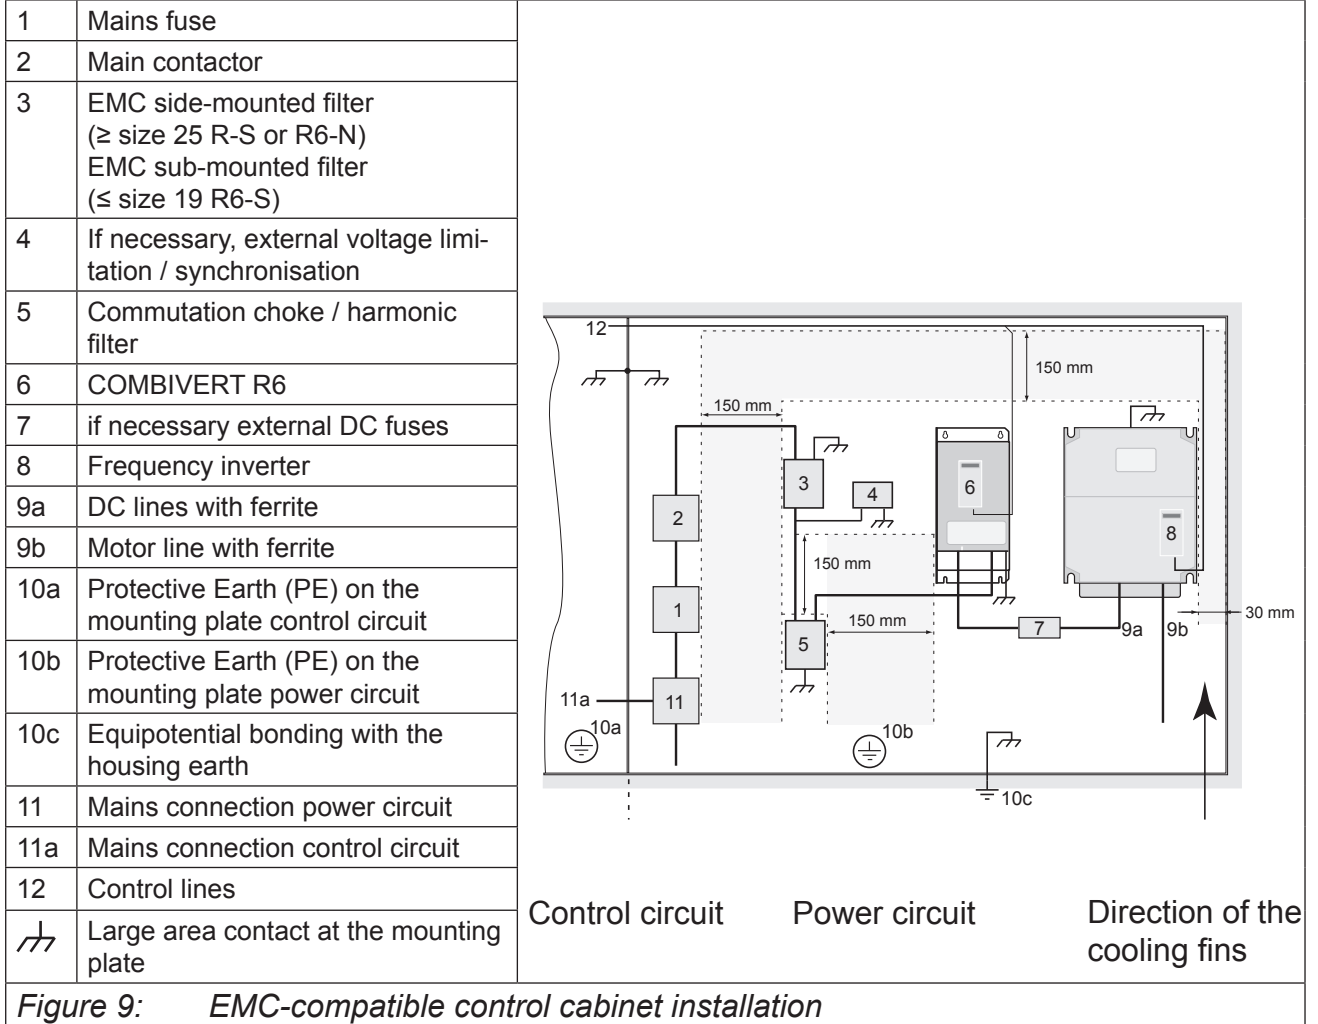 1 Mains fuse
2 Main contactor
3 EMC side-mounted filter
(≥ size 25 R-S or R6-N)
EMC sub-mounted filter
(≤ size 19 R6-S)
4 If necessary, external voltage limi-
tation / synchronisation
5 Commutation choke / harmonic
filter
6 COMBIVERT R6
7 if necessary external DC fuses
8 Frequency inverter
9a DC lines with ferrite
9b Motor line with ferrite
10a Protective Earth (PE) on the
mounting plate control circuit
10b Protective Earth (PE) on the
mounting plate power circuit
10c Equipotential bonding with the
housing earth
11 Mains connection power circuit
11a Mains connection control circuit
12 Control lines
Large area contact at the mounting
plate
12
150 mm
150 mm
3
4
6
2
8
150 mm
1
150 mm
30 mm
5
7
9a
9b
11a
11
10a
10b
10c
Control circuit
Power circuit
Direction of the
cooling fins
Figure 9: EMC-compatible control cabinet installation